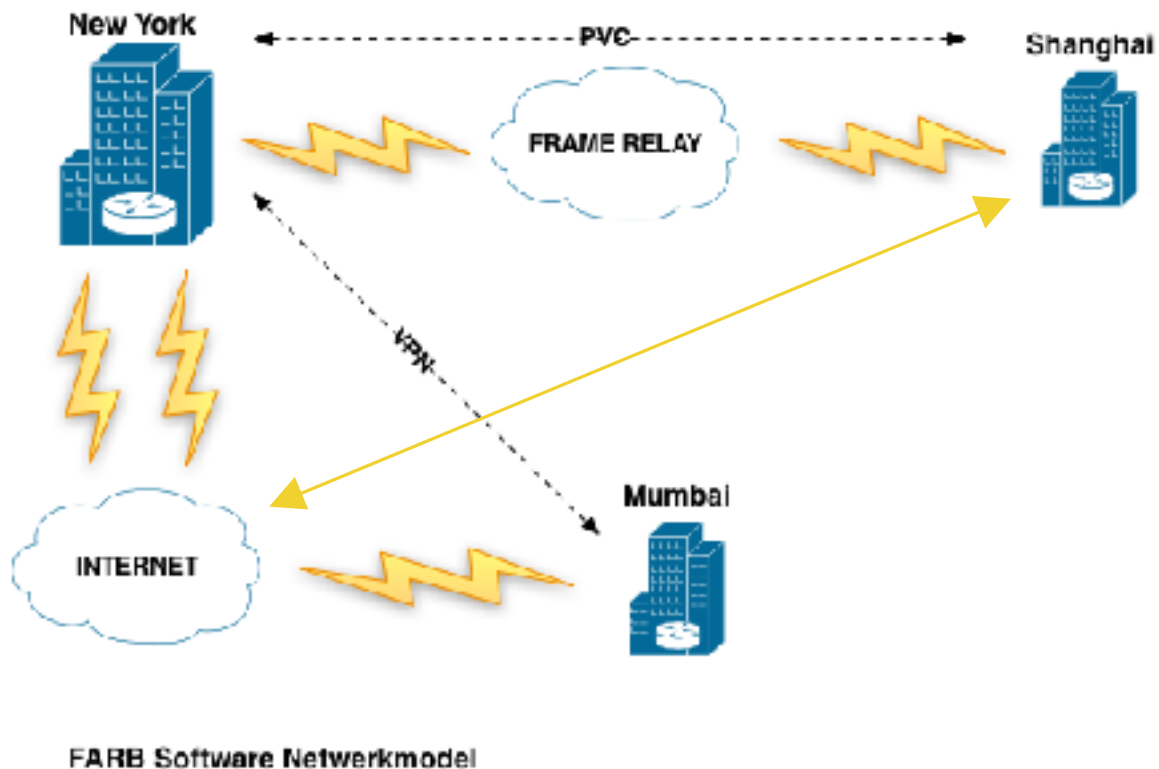 New York
PVC
Shanghai
FRAME RELAY
VPN
Mumbai
INTERNET
FARB Software Netwerkmodel